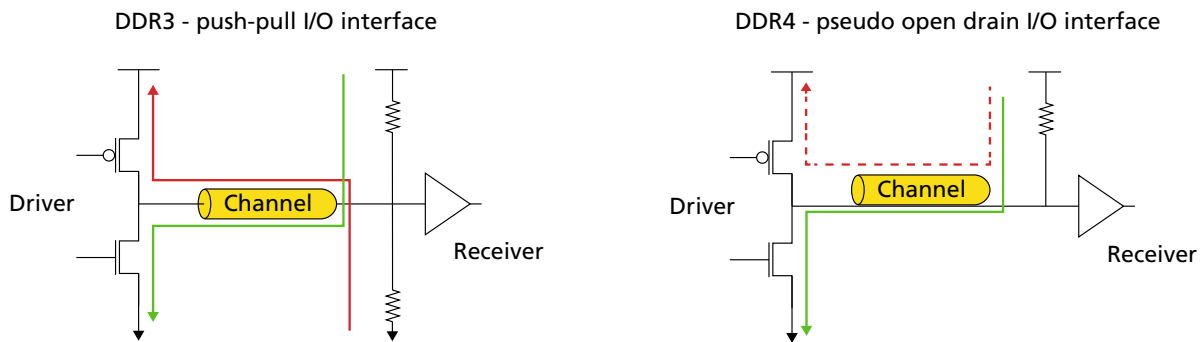 DDR3 - push-pull I/O interface
DDR4 - pseudo open drain I/O interface
Channel
Driver
Receiver
Channel
Driver
Receiver